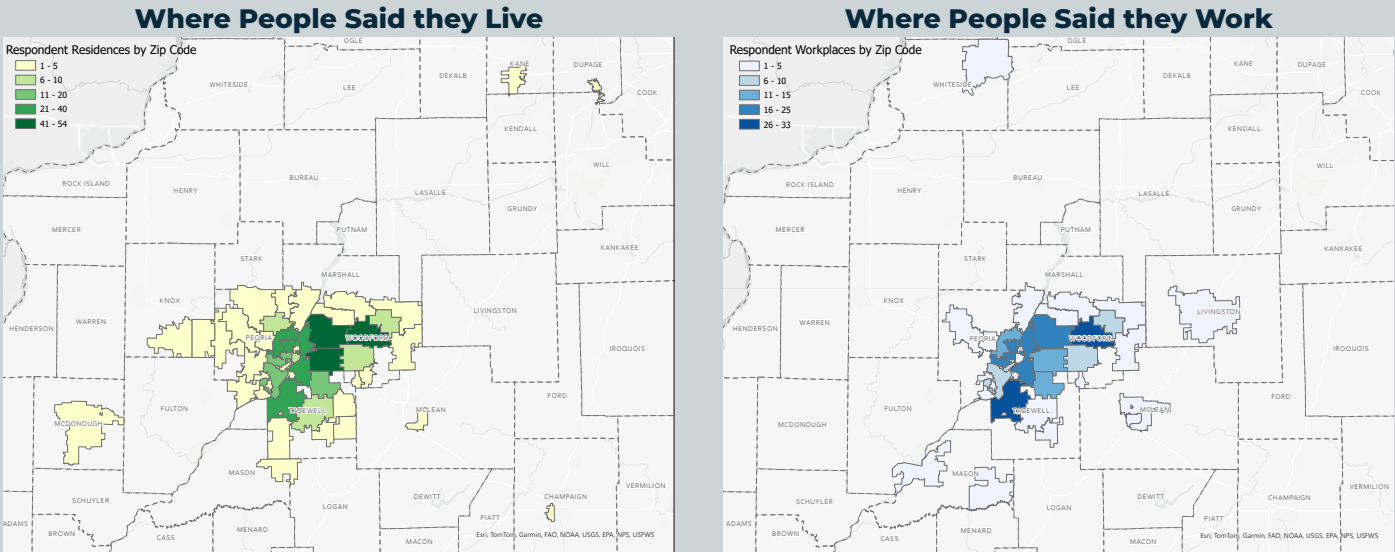 Where People Said they Live
Respondent Residences by Zip Code
1 - 5
6 - 10
11 - 20
21 - 40
41 - 54
OGLE
KANE
DUPAGE
DEKALB
WHITESIDE
LEE
COOK
KENDALL
WILL
ROCK ISLAND
BUREAU
HENRY
LASALLE
GRUNDY
MERCER
PUTNAM
KANKAKEE
STARK
MARSHALL
KNOX
LIVINGSTON
WARREN
HENDERSON
PEORIA
WOODFORD
IROQUOIS
FORD
FULTON
TAZEWELL
MCLEAN
MCDONOUGH
MASON
VERMILION
SCHUYLER
LOGAN
DEWITT
CHAMPAIGN
ADAMS
BROWN
CASS
MENARD
PIATT
MACON
Esri, TomTom, Garmin, FAO, NOAA, USGS, EPA, NPS, USFWS
Where People Said they Work
Respondent Workplaces by Zip Code
1 - 5
6 - 10
11 - 15
16 - 25
26 - 33
OGLE
KANE
DUPAGE
DEKALB
WHITESIDE
LEE
COOK
KENDALL
WILL
ROCK ISLAND
BUREAU
HENRY
LASALLE
GRUNDY
MERCER
PUTNAM
KANKAKEE
STARK
MARSHALL
KNOX
LIVINGSTON
WARREN
HENDERSON
PEORIA
WOODFORD
IROQUOIS
FORD
FULTON
TAZEWELL
MCLEAN
MCDONOUGH
MASON
VERMILION
SCHUYLER
LOGAN
DEWITT
CHAMPAIGN
ADAMS
BROWN
CASS
MENARD
PIATT
MACON
Esri, TomTom, Garmin, FAO, NOAA, USGS, EPA, NPS, USFWS